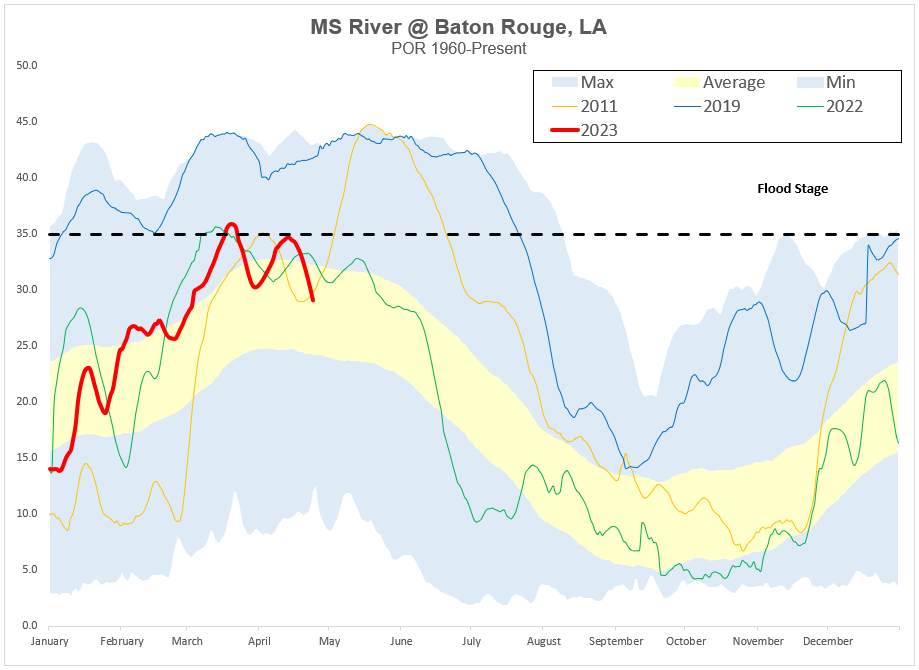 MS River @ Baton Rouge, LA
POR 1960-Present
Max Average Min
2011 2019 2022
2023
Flood Stage
50.0
45.0
40.0
35.0
30.0
25.0
20.0
15.0
10.0
5.0
0.0
January February March April May June July August September October November December